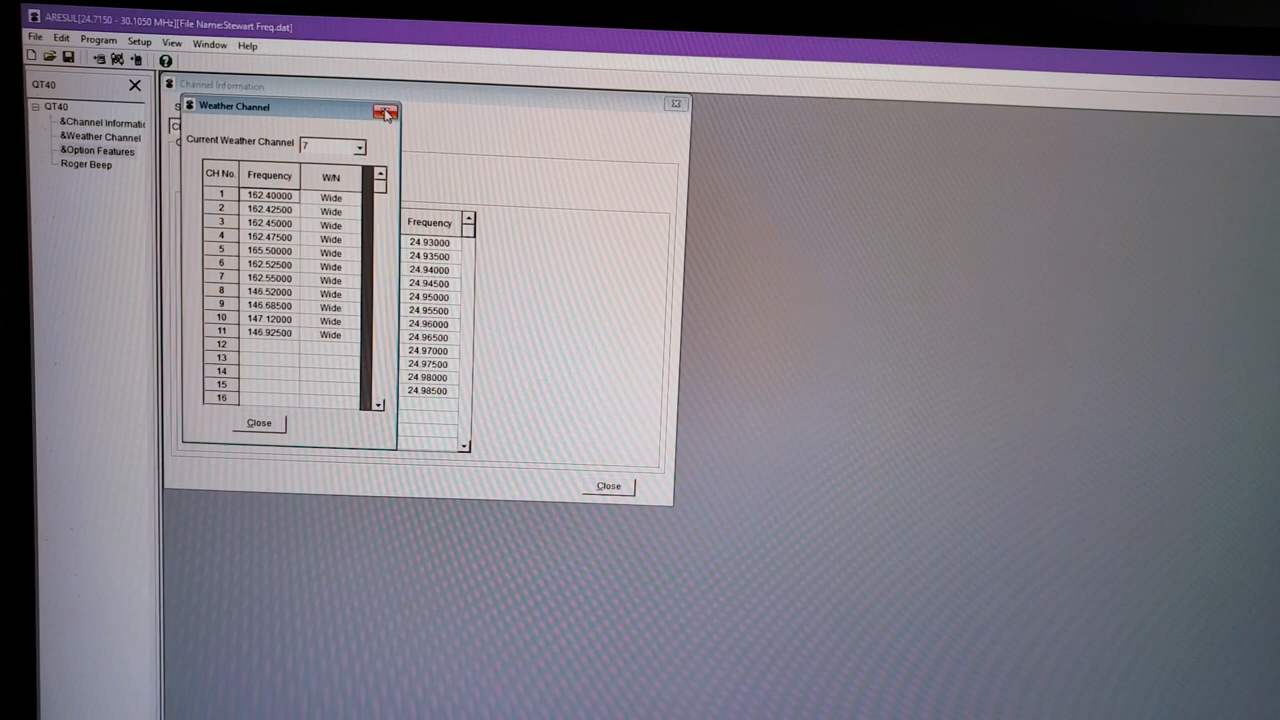 ARESUL[24.7150 - 30.1050 MHz][File Name:Stewart Freq.dat]
File Edit Program Setup View Window Help
QT40
QT40
&Channel Informati
&Weather Channel
&Option Features
Roger Beep
Channel Information
Weather Channel
Current Weather Channel 7
CH No. Frequency W/N
1 162.40000 Wide
2 162.42500 Wide
3 162.45000 Wide
4 162.47500 Wide
5 165.50000 Wide
6 162.52500 Wide
7 162.55000 Wide
8 146.52000 Wide
9 146.68500 Wide
10 147.12000 Wide
11 146.92500 Wide
12
13
14
15
16
Close
Frequency
24.93000
24.93500
24.94000
24.94500
24.95000
24.95500
24.96000
24.96500
24.97000
24.97500
24.98000
24.98500
Close